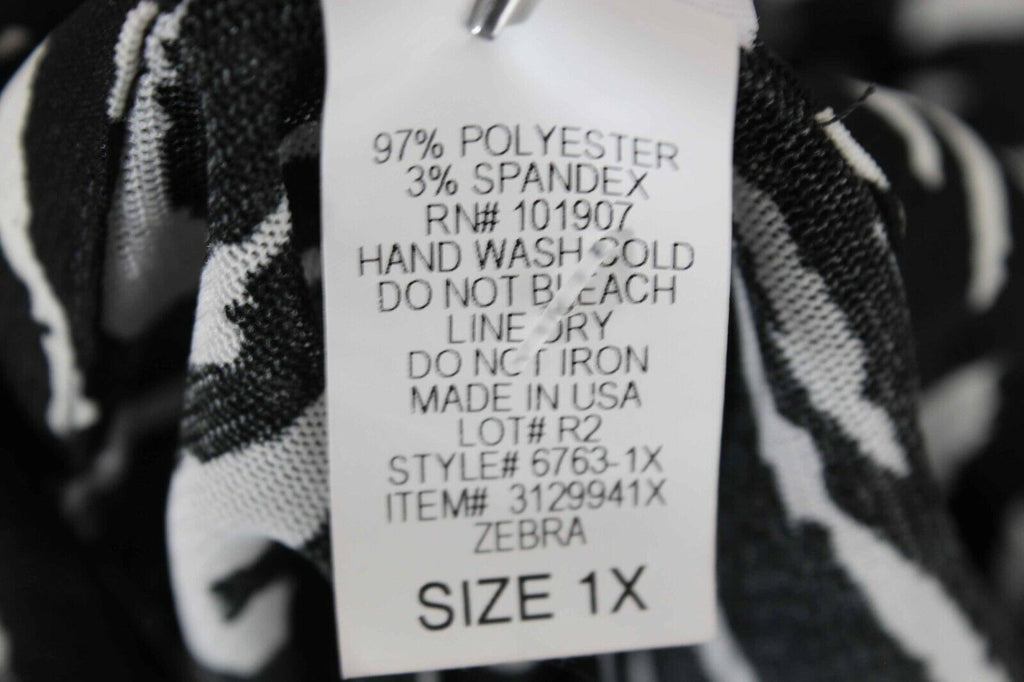 97% POLYESTER
3% SPANDEX
RN# 101907
HAND WASH COLD
DO NOT BLEACH
LINE DRY
DO NOT IRON
MADE IN USA
LOT# R2
STYLE# 6763-1X
ITEM# 3129941X
ZEBRA
SIZE 1X